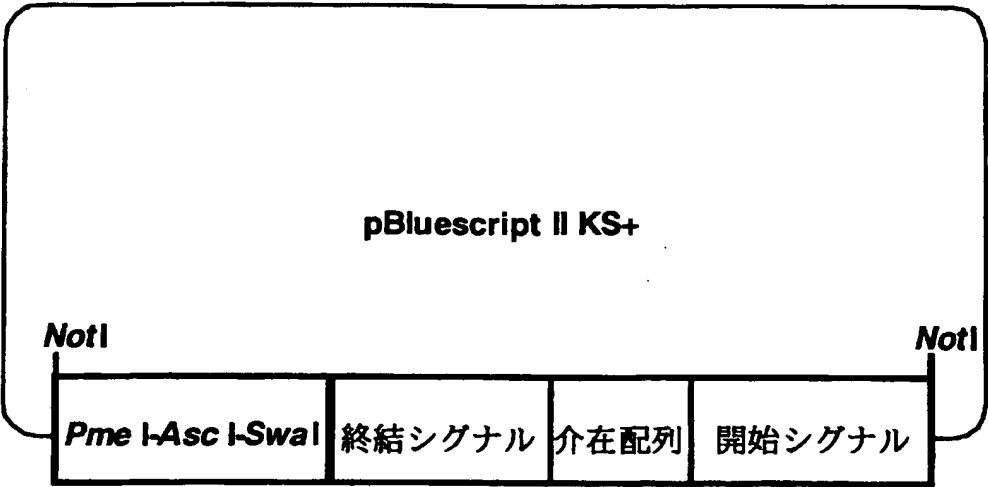 pBluescript II KS+
NotI
NotI
Pme I-Asc I-Swa I
終結シグナル
介在配列
開始シグナル